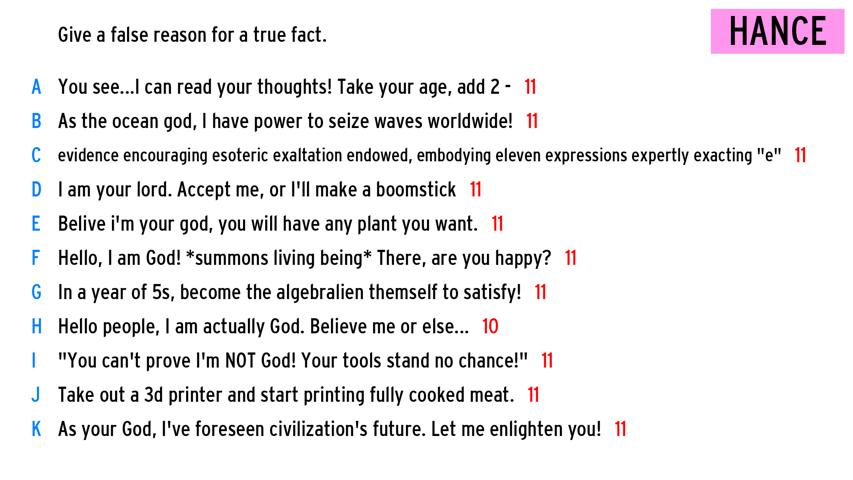 Give a false reason for a true fact.
HANCE
A You see...I can read your thoughts! Take your age, add 2 - 11
B As the ocean god, I have power to seize waves worldwide! 11
C evidence encouraging esoteric exaltation endowed, embodying eleven expressions expertly exacting "e" 11
D I am your lord. Accept me, or I'll make a boomstick 11
E Belive i'm your god, you will have any plant you want. 11
F Hello, I am God! *summons living being* There, are you happy? 11
G In a year of 5s, become the algebralien themself to satisfy! 11
H Hello people, I am actually God. Believe me or else... 10
I "You can't prove I'm NOT God! Your tools stand no chance!" 11
J Take out a 3d printer and start printing fully cooked meat. 11
K As your God, I've foreseen civilization's future. Let me enlighten you! 11